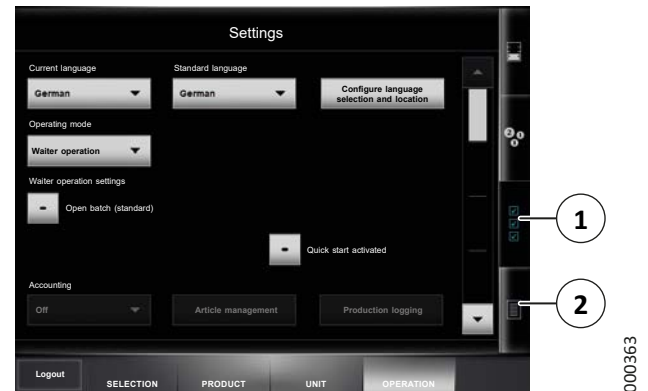 Settings
Current language
Standard language
German
German
Configure language
selection and location
Operating mode
Waiter operation
Waiter operation settings
Open batch (standard)
Quick start activated
Accounting
Off
Article management
Production logging
Logout
SELECTION
PRODUCT
UNIT
OPERATION
1
2
000363